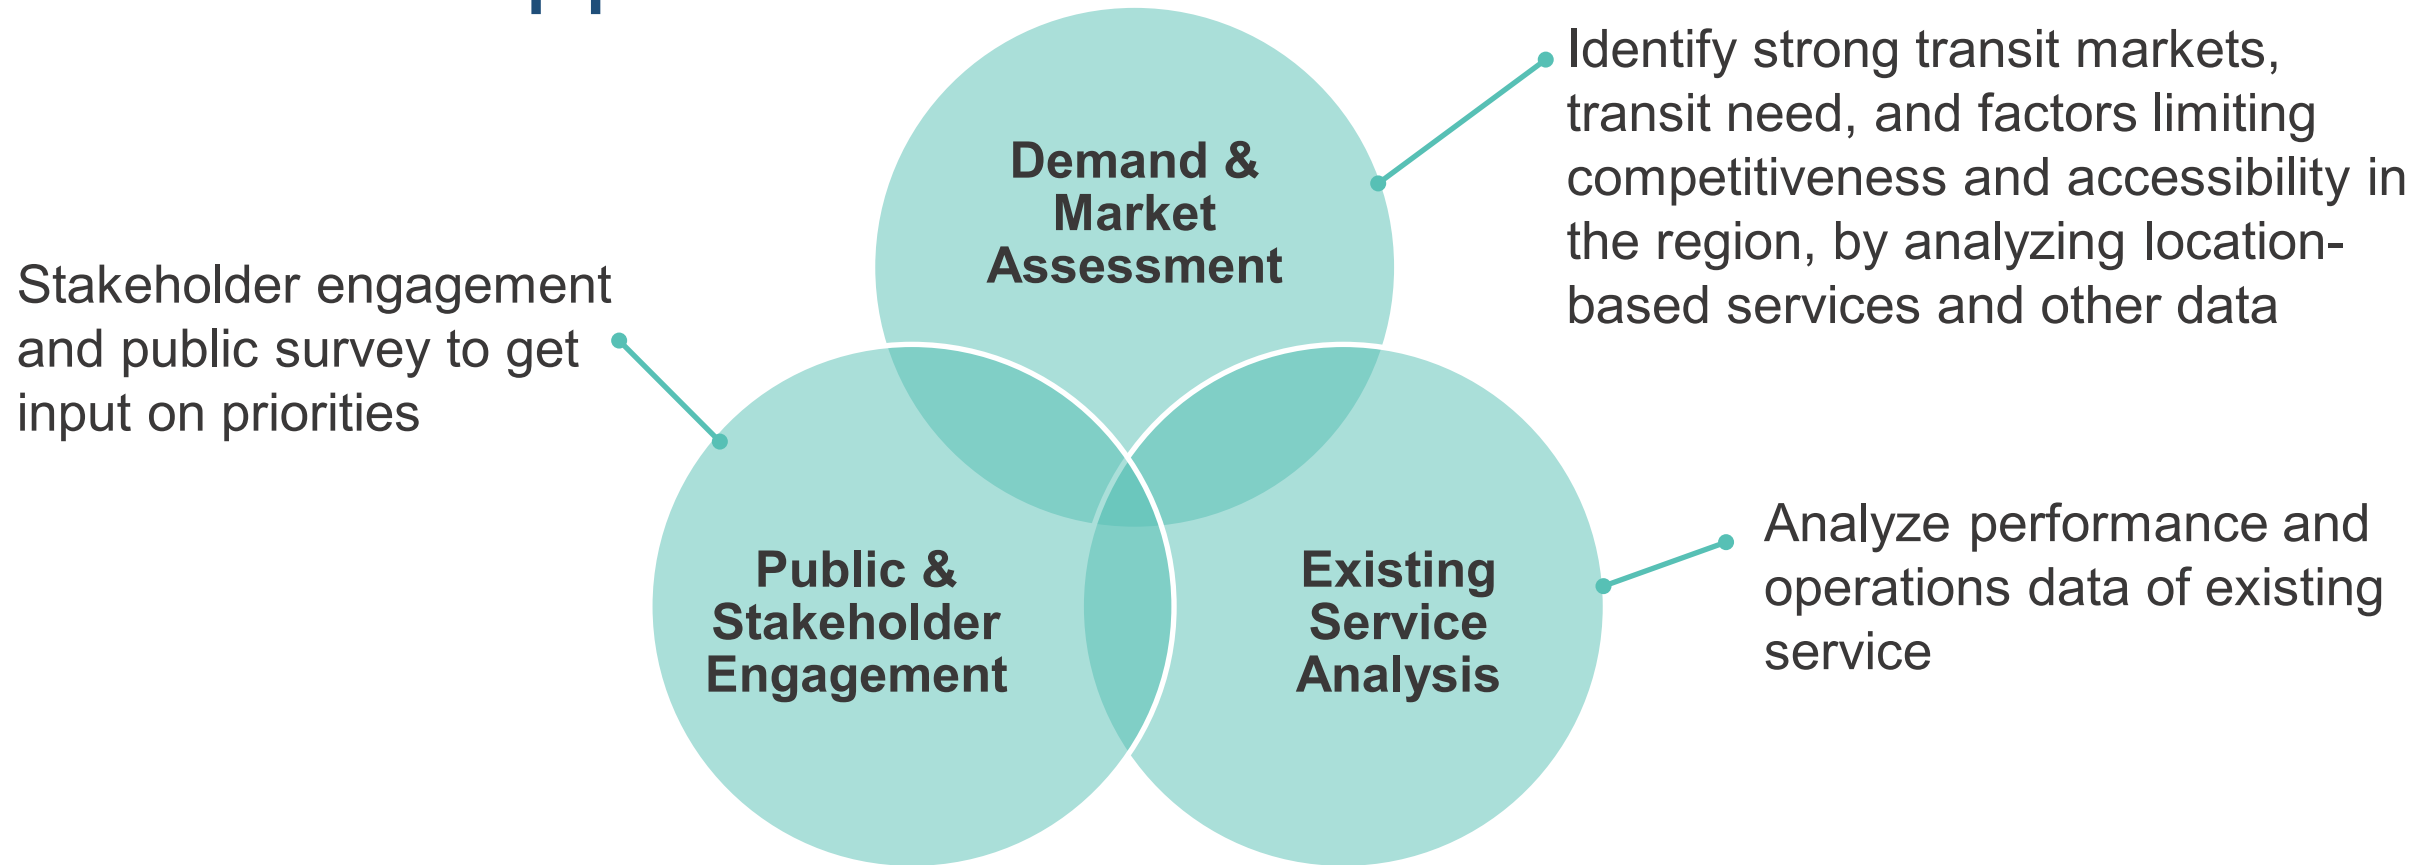 Demand &
Market
Assessment
Identify strong transit markets,
transit need, and factors limiting
competitiveness and accessibility in
the region, by analyzing location-
based services and other data
Stakeholder engagement
and public survey to get
input on priorities
Public &
Stakeholder
Engagement
Existing
Service
Analysis
Analyze performance and
operations data of existing
service